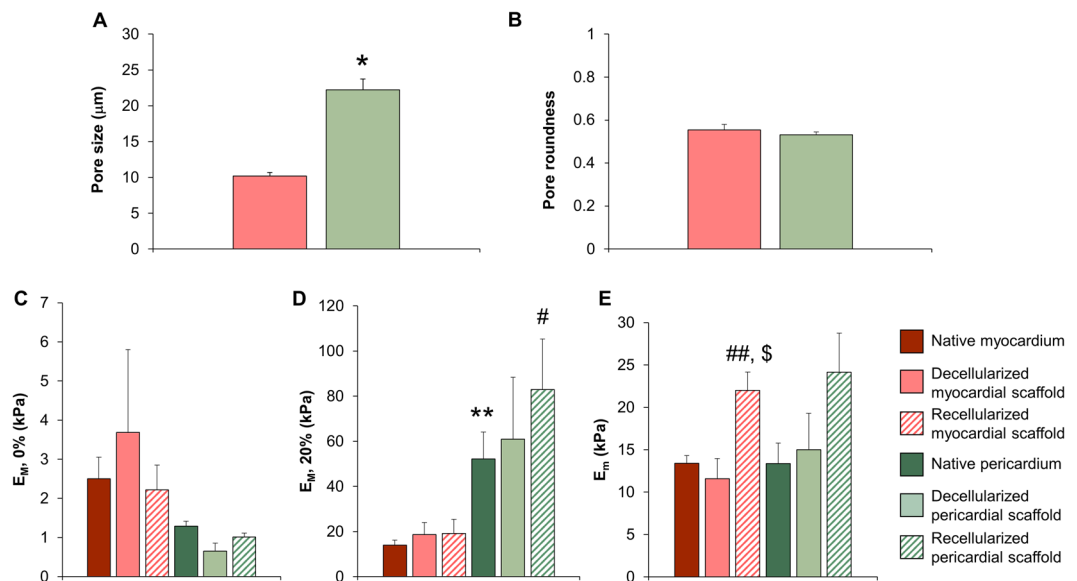 A
Pore size (μm)
30
25
20
15
10
5
0
*
B
Pore roundness
1
0.8
0.6
0.4
0.2
0
C
E_M, 0% (kPa)
7
6
5
4
3
2
1
0
D
E_M, 20% (kPa)
120
100
80
60
40
20
0
**
#
E
E_m (kPa)
30
25
20
15
10
5
0
##, $
Native myocardium
Decellularized
myocardial scaffold
Recellularized
myocardial scaffold
Native pericardium
Decellularized
pericardial scaffold
Recellularized
pericardial scaffold